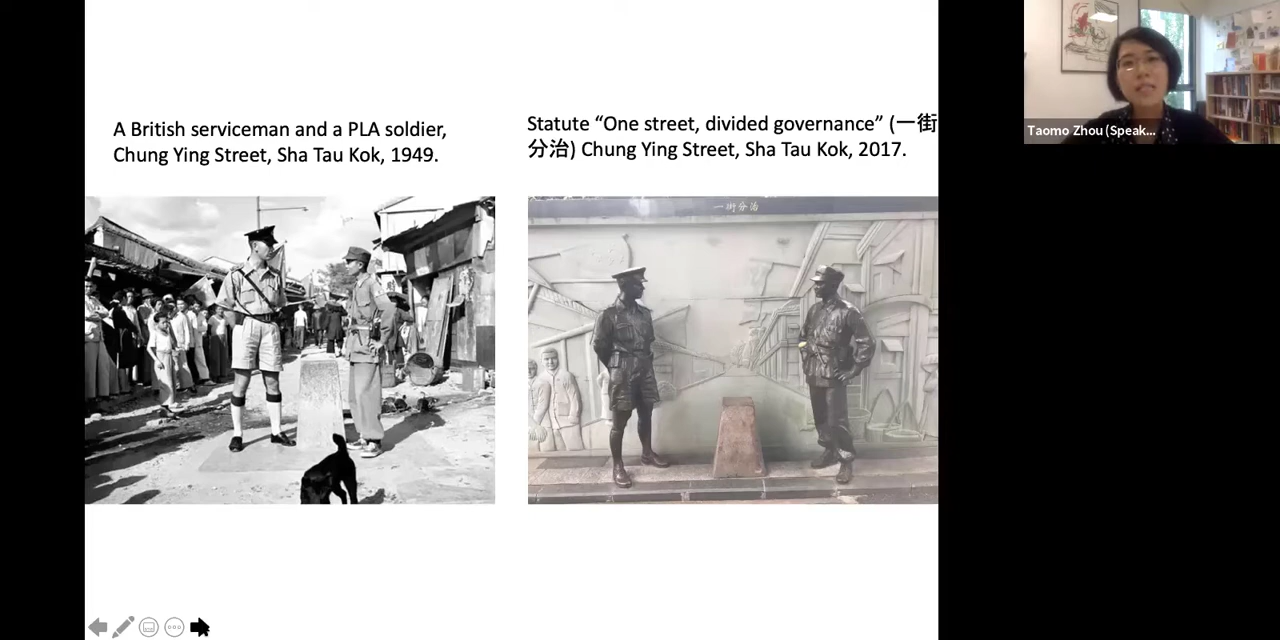 A British serviceman and a PLA soldier,
Chung Ying Street, Sha Tau Kok, 1949.
Statute “One street, divided governance” (一街
分治) Chung Ying Street, Sha Tau Kok, 2017.
一街分治
Taomo Zhou (Speak...